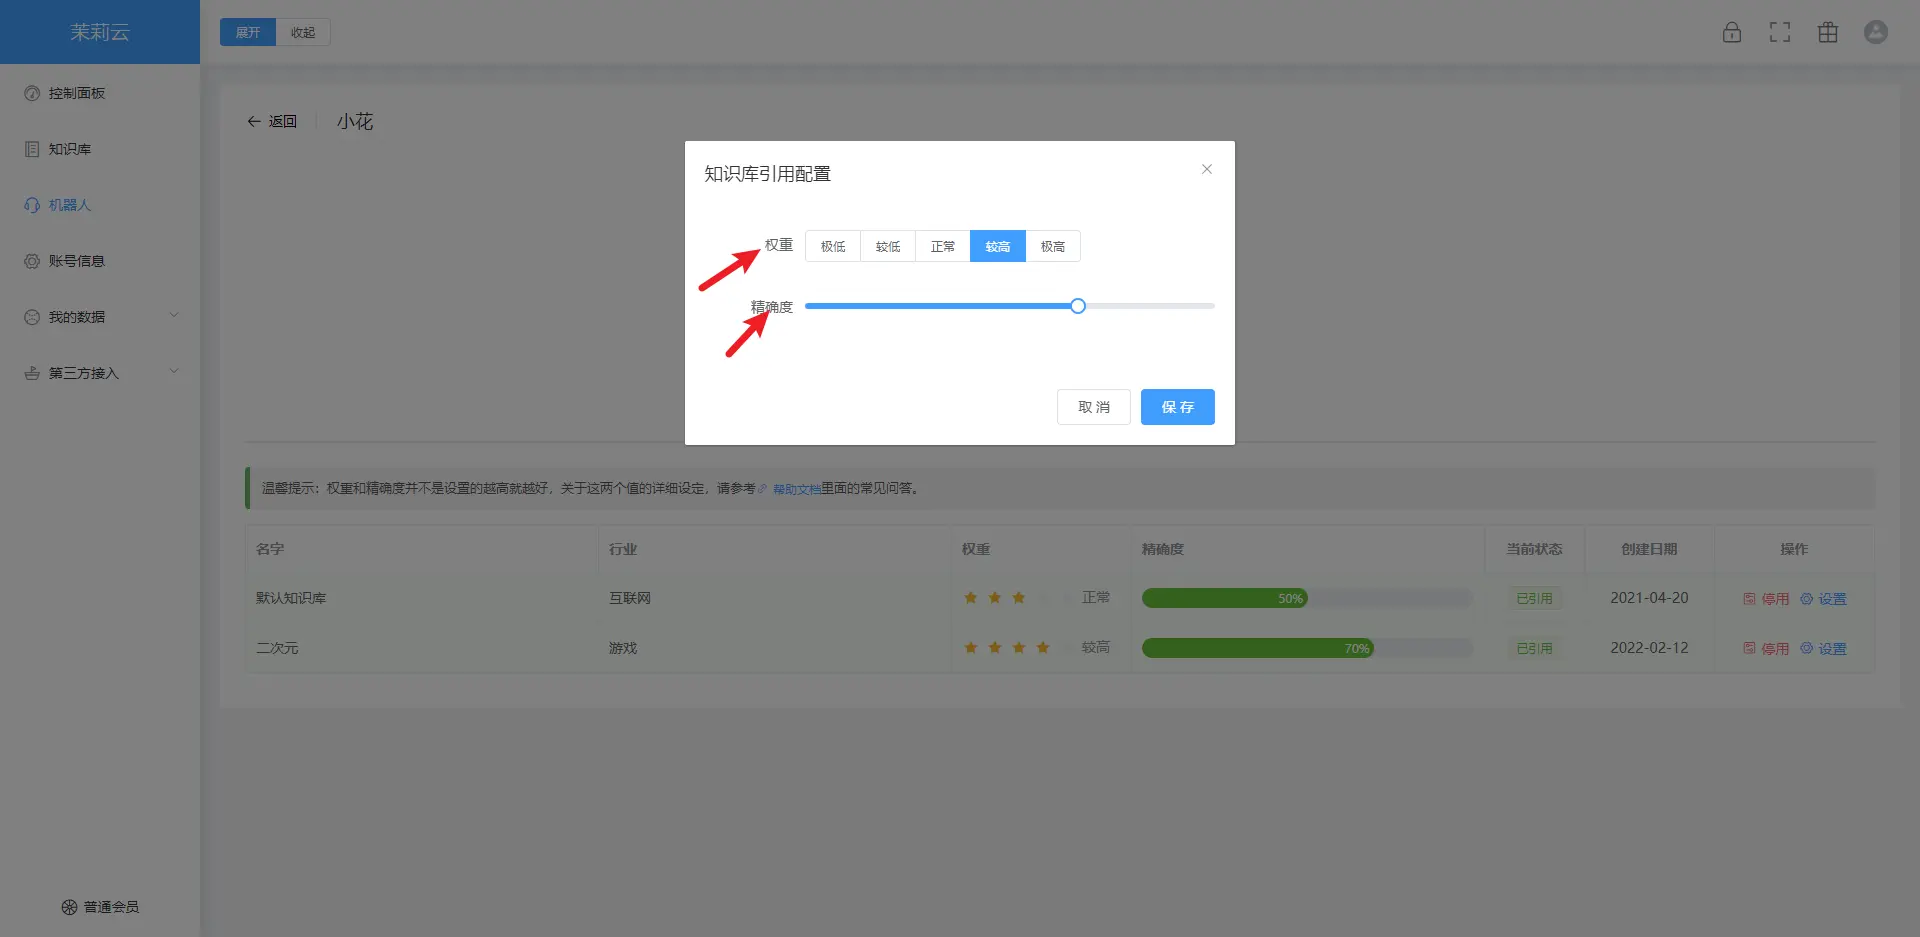 茉莉云
展开 收起
控制面板
知识库
机器人
账号信息
我的数据
第三方接入
普通会员
返回 小花
知识库引用配置
权重 极低 较低 正常 较高 极高
精确度
取 消 保 存
温馨提示：权重和精确度并不是设置的越高就越好，关于这两个值的详细设定，请参考 帮助文档里面的常见问答。
名字 行业 权重 精确度 当前状态 创建日期 操作
默认知识库 互联网 正常 50% 已引用 2021-04-20 停用 设置
二次元 游戏 较高 70% 已引用 2022-02-12 停用 设置